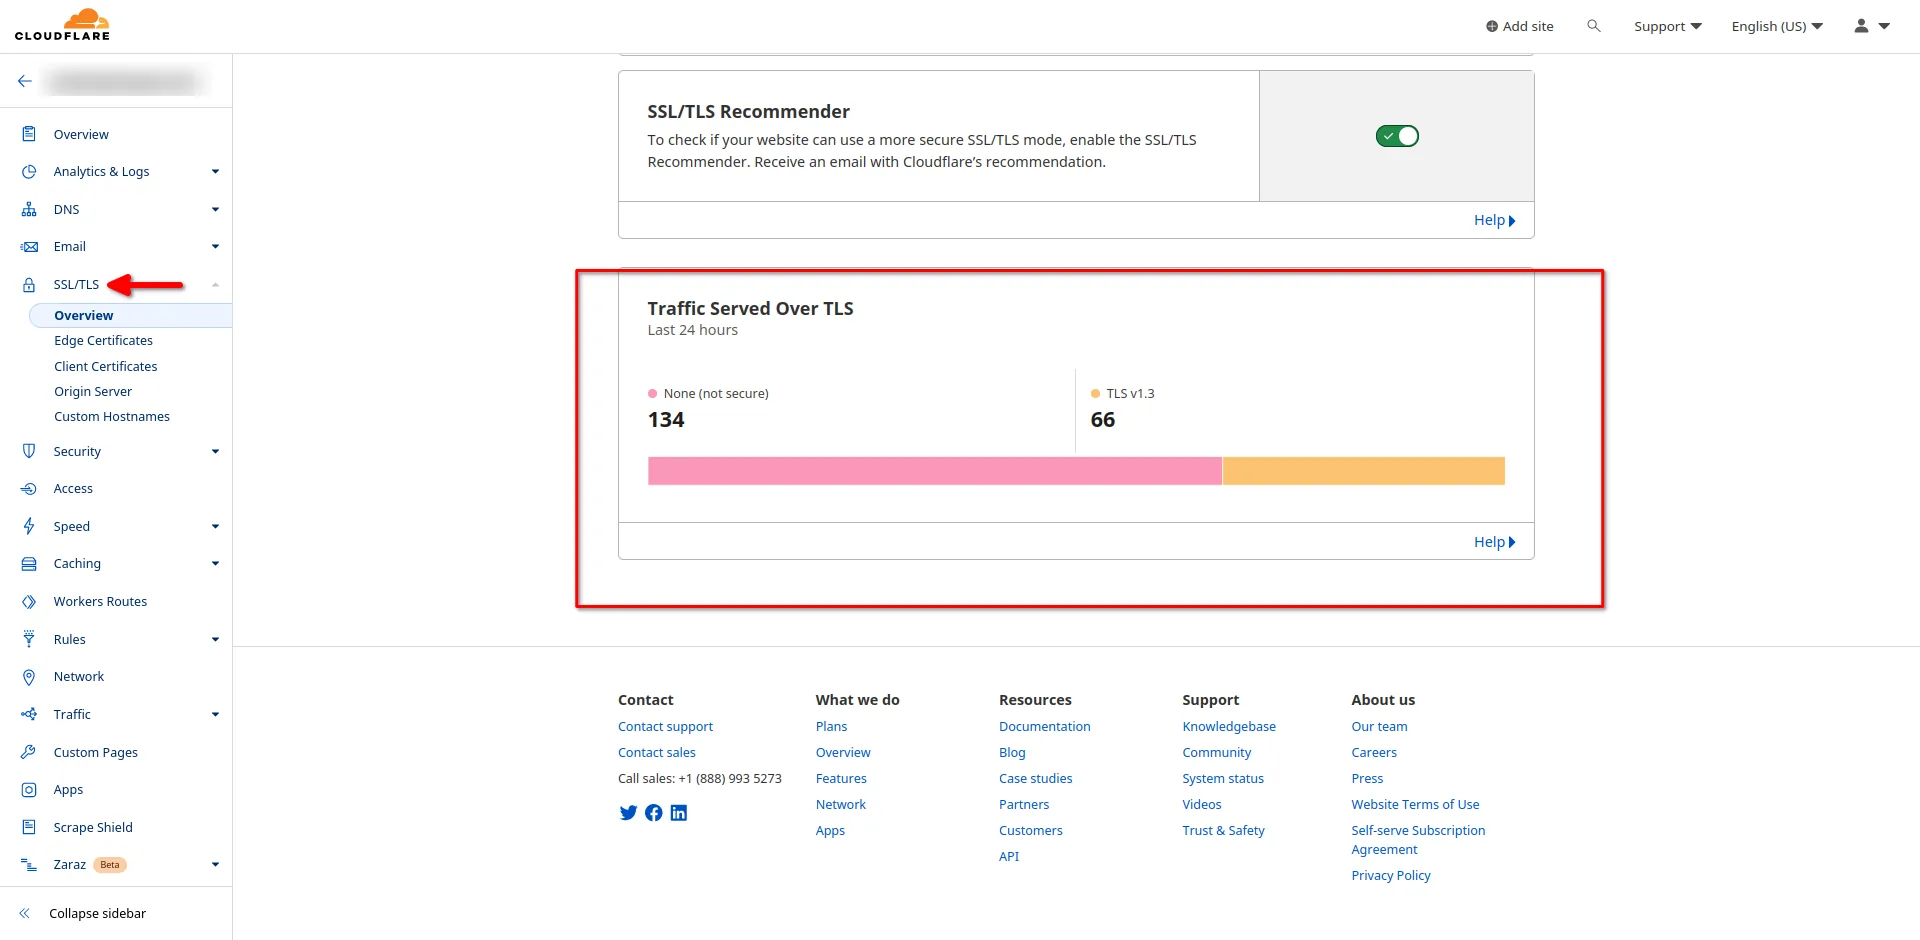 CLOUDFLARE
Add site
Support
English (US)
Overview
Analytics & Logs
DNS
Email
SSL/TLS
Overview
Edge Certificates
Client Certificates
Origin Server
Custom Hostnames
Security
Access
Speed
Caching
Workers Routes
Rules
Network
Traffic
Custom Pages
Apps
Scrape Shield
Zaraz Beta
Collapse sidebar
SSL/TLS Recommender
To check if your website can use a more secure SSL/TLS mode, enable the SSL/TLS
Recommender. Receive an email with Cloudflare's recommendation.
Help
Traffic Served Over TLS
Last 24 hours
None (not secure)
134
TLS v1.3
66
Help
Contact
Contact support
Contact sales
Call sales: +1 (888) 993 5273
What we do
Plans
Overview
Features
Network
Apps
Resources
Documentation
Blog
Case studies
Partners
Customers
API
Support
Knowledgebase
Community
System status
Videos
Trust & Safety
About us
Our team
Careers
Press
Website Terms of Use
Self-serve Subscription
Agreement
Privacy Policy